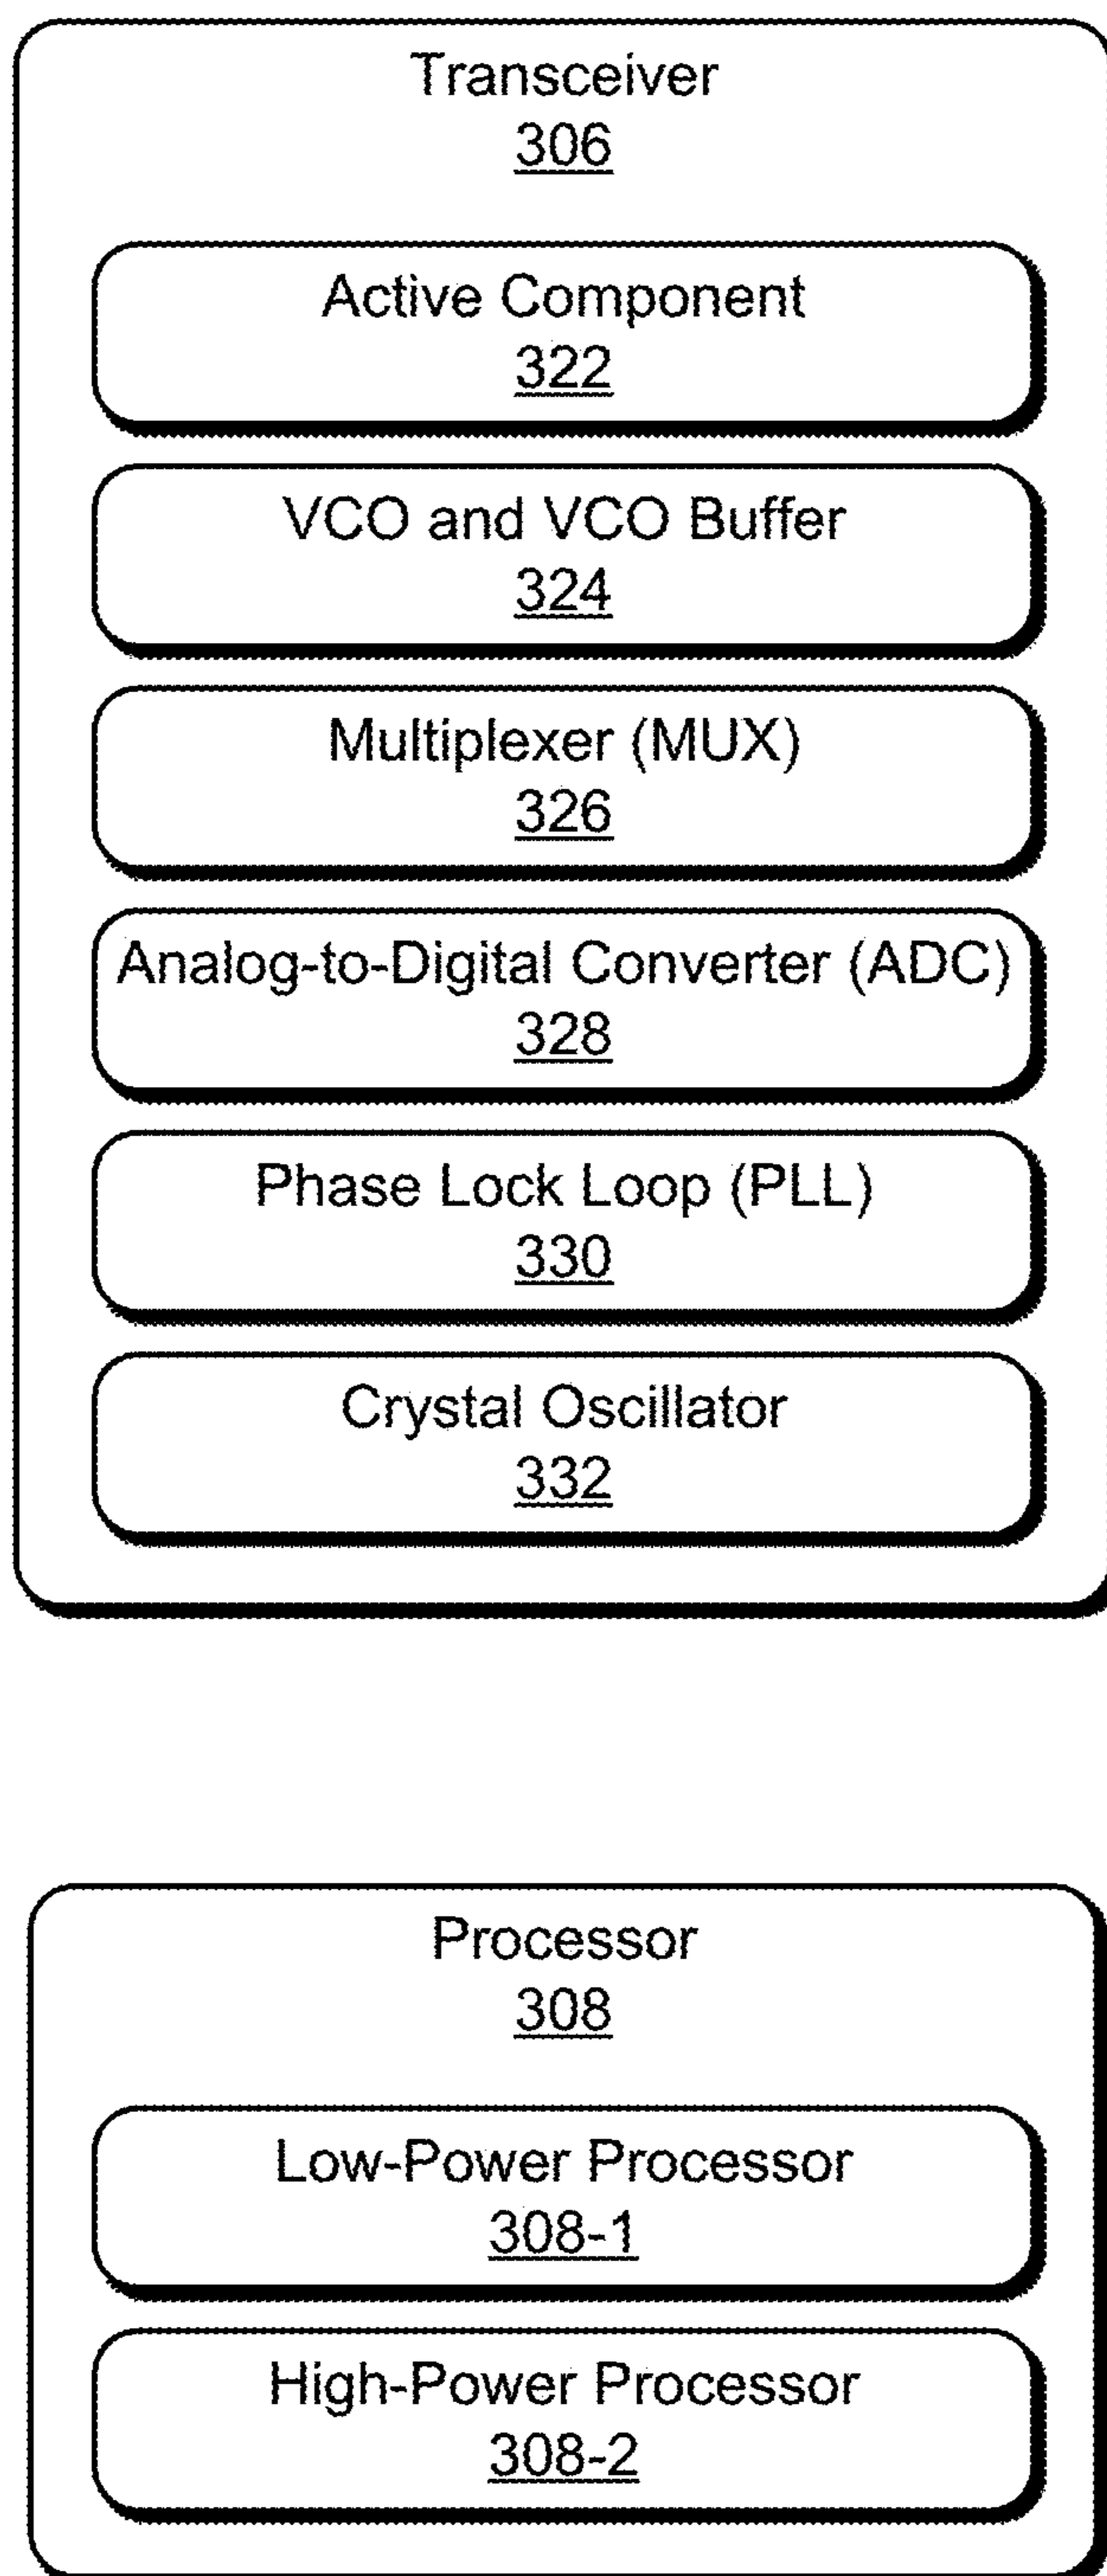 Transceiver
306
Active Component
322
VCO and VCO Buffer
324
Multiplexer (MUX)
326
Analog-to-Digital Converter (ADC)
328
Phase Lock Loop (PLL)
330
Crystal Oscillator
332
Processor
308
Low-Power Processor
308-1
High-Power Processor
308-2